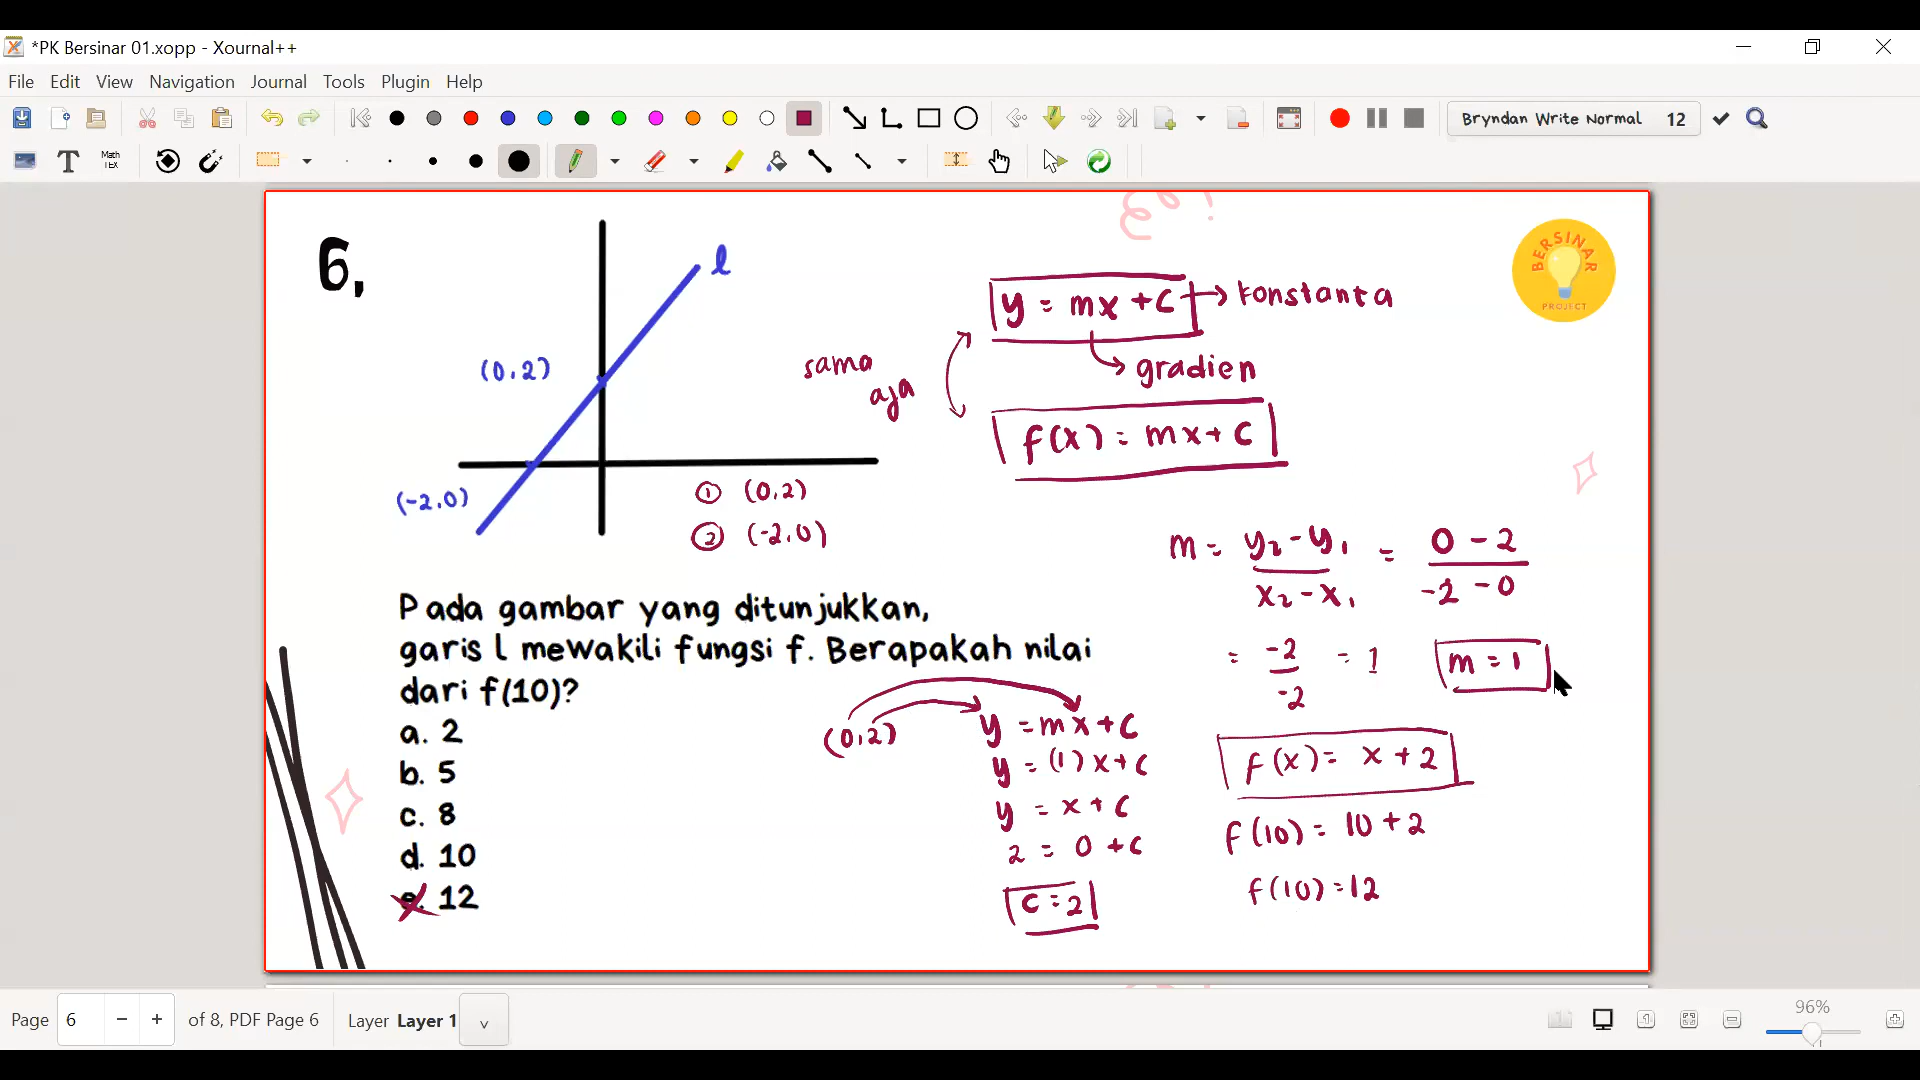 *PK Bersinar 01.xopp - Xournal++
File Edit View Navigation Journal Tools Plugin Help
Bryndan Write Normal 12
T Math TEX
6,
l
(0,2)
(-2,0)
① (0,2)
② (-2,0)
sama
aja
y = mx + c → konstanta
gradien
f(x) = mx + c
BERSINAR
PROJECT
m = y₂ - y₁ / x₂ - x₁ = 0 - 2 / -2 - 0
= -2 / -2 = 1 m = 1
Pada gambar yang ditunjukkan,
garis l mewakili fungsi f. Berapakah nilai
dari f(10)?
a. 2
b. 5
c. 8
d. 10
e. 12
(0,2) y = mx + c
y = (1)x + c
y = x + c
2 = 0 + c
c = 2
f(x) = x + 2
f(10) = 10 + 2
f(10) = 12
Page 6 − + of 8, PDF Page 6 Layer Layer 1
96%